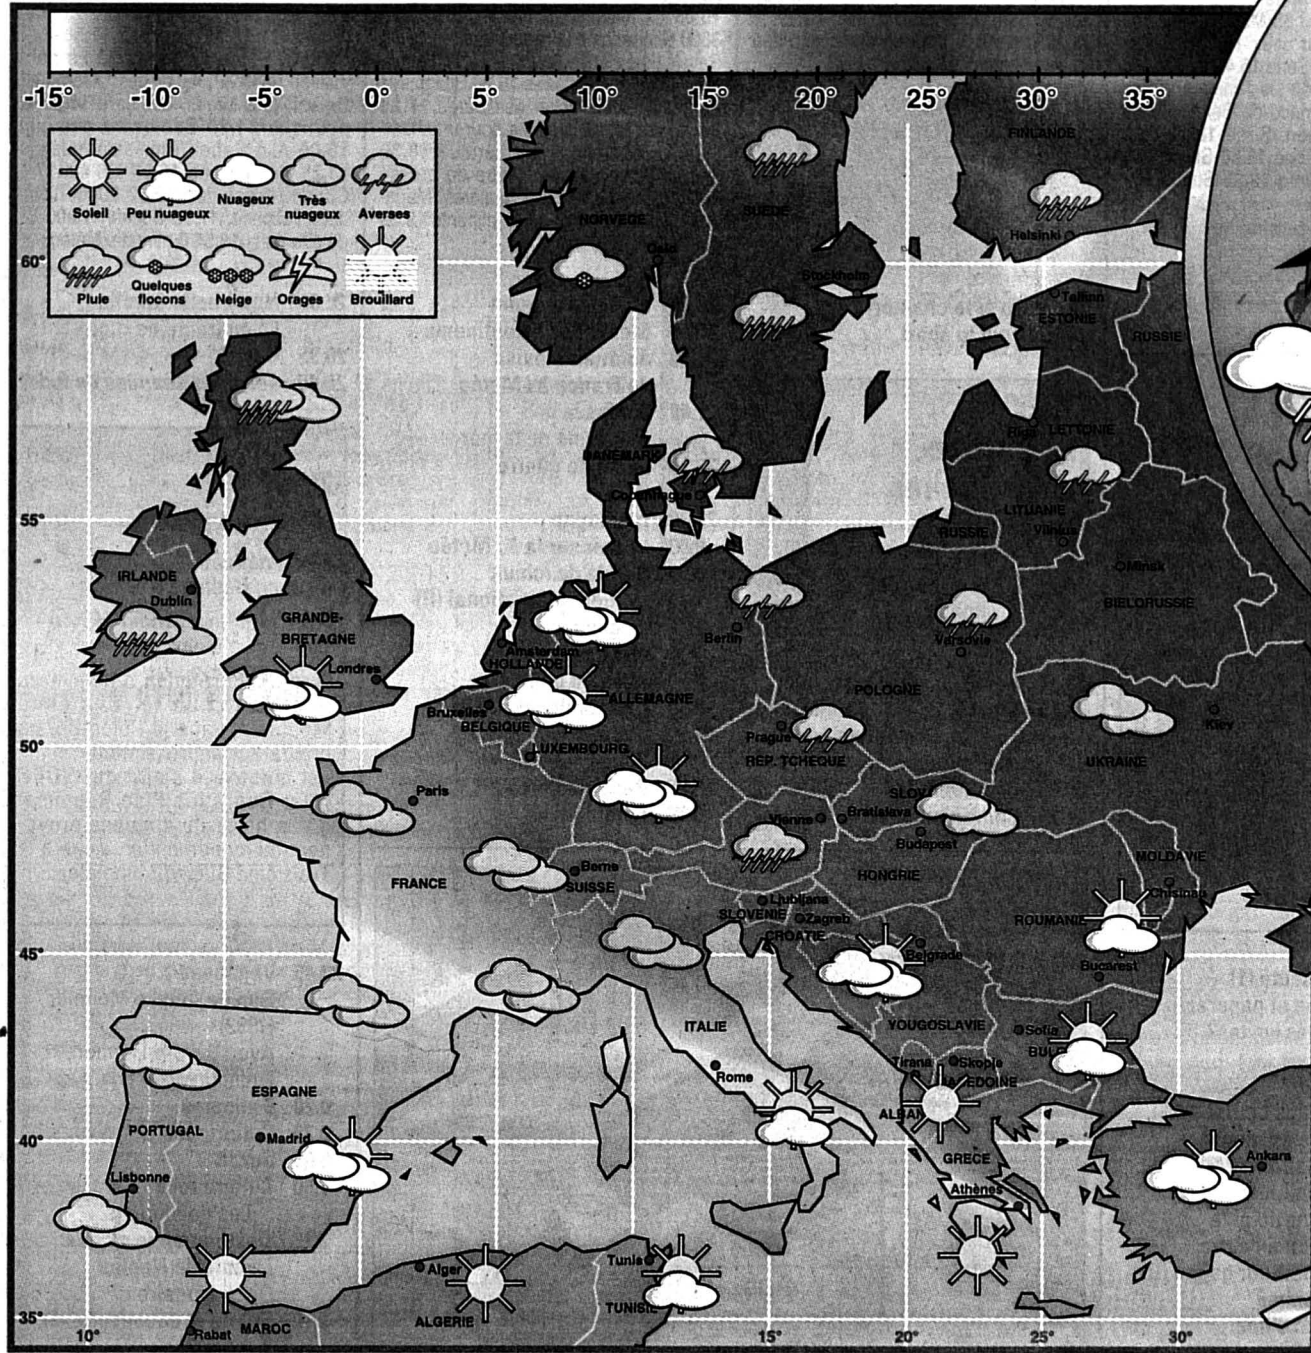 -15° -10° -5° 0° 5° 10° 15° 20° 25° 30° 35°
Soleil
Peu nuageux
Nuageux
Très
nuageux
Averses
Pluie
Quelques
flocons
Neige
Orages
Brouillard
FINLANDE
NORVEGE
SUEDE
Helsinki
Oslo
60°
Stockholm
Tallinn
ESTONIE
RUSSIE
Riga
LETTONIE
DANEMARK
Copenhague
LITUANIE
Vilnius
55°
RUSSIE
IRLANDE
Dublin
Minsk
BIELORUSSIE
GRANDE-
BRETAGNE
Berlin
Varsovie
Amsterdam
HOLLANDE
Londres
ALLEMAGNE
POLOGNE
Bruxelles
BELGIQUE
Kiev
Prague
50°
LUXEMBOURG
REP. TCHEQUE
UKRAINE
Paris
SLOV
Vienne
Bratislava
Budapest
MOLDAVIE
Berne
SUISSE
FRANCE
HONGRIE
Chisinau
Ljubljana
SLOVENIE
Zagreb
CROATIE
ROUMANIE
45°
Belgrade
Bucarest
ITALIE
YOUGOSLAVIE
Sofia
BUL
Tirana
Skopje
Rome
MACEDOINE
ESPAGNE
ALBAN
PORTUGAL
40°
Madrid
GRECE
Ankara
Lisbonne
Athènes
Alger
Tunis
35°
TUNISIE
ALGERIE
MAROC
Rabat
10° 15° 20° 25° 30°